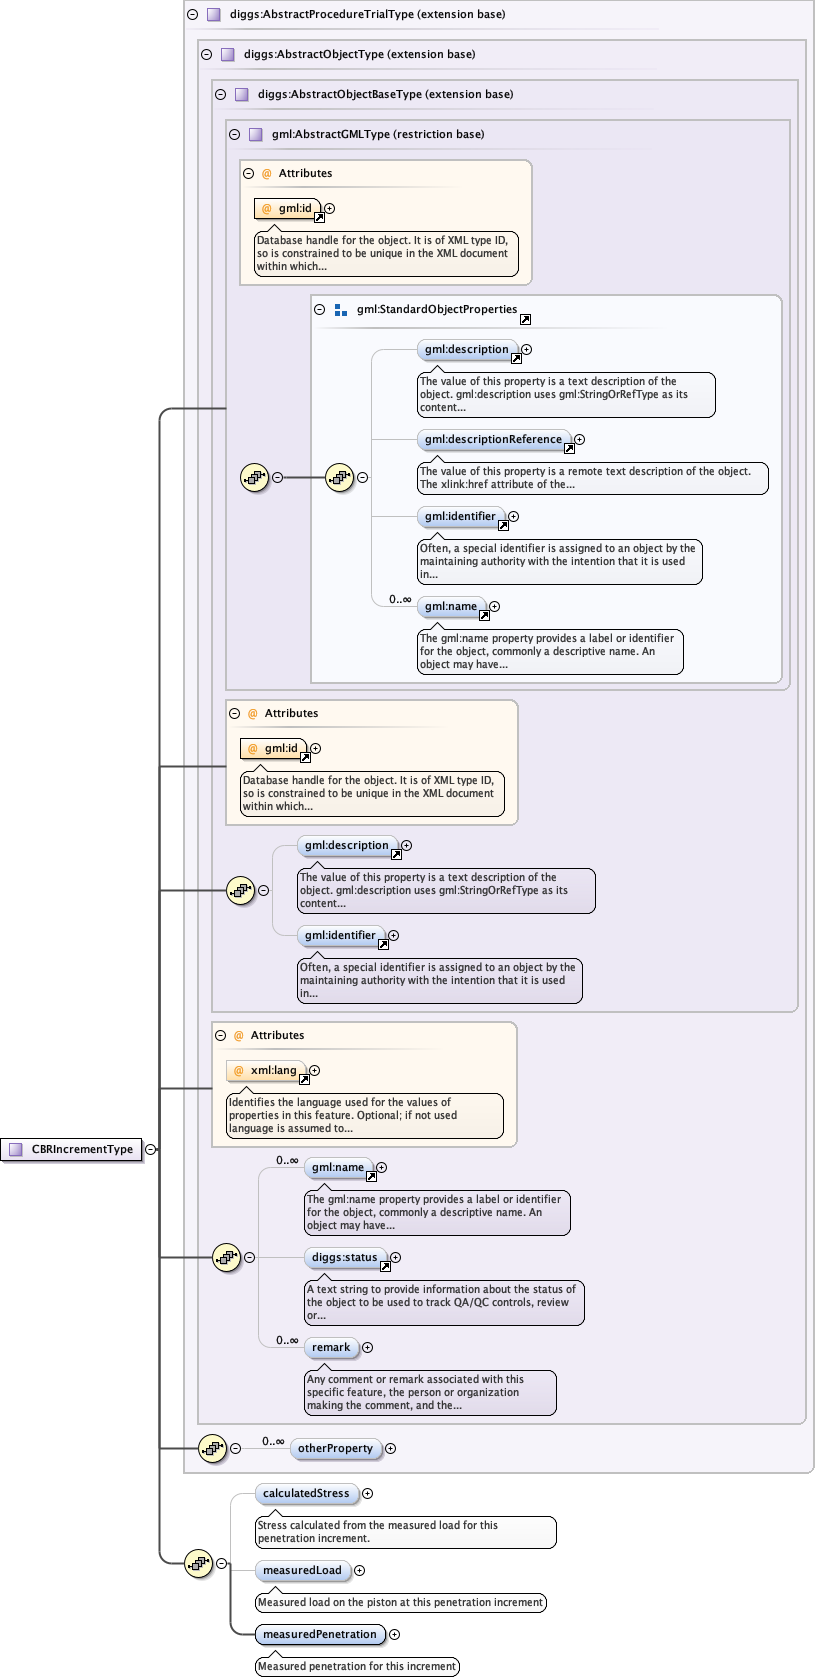 diggs:AbstractProcedureTrialType (extension base)
diggs:AbstractObjectType (extension base)
diggs:AbstractObjectBaseType (extension base)
gml:AbstractGMLType (restriction base)
@ Attributes
@ gml:id
Database handle for the object. It is of XML type ID,
so is constrained to be unique in the XML document
within which...
gml:StandardObjectProperties
gml:description
The value of this property is a text description of the
object. gml:description uses gml:StringOrRefType as its
content...
gml:descriptionReference
The value of this property is a remote text description of the object.
The xlink:href attribute of the...
gml:identifier
Often, a special identifier is assigned to an object by the
maintaining authority with the intention that it is used
in...
0..∞
gml:name
The gml:name property provides a label or identifier
for the object, commonly a descriptive name. An
object may have...
@ Attributes
@ gml:id
Database handle for the object. It is of XML type ID,
so is constrained to be unique in the XML document
within which...
gml:description
The value of this property is a text description of the
object. gml:description uses gml:StringOrRefType as its
content...
gml:identifier
Often, a special identifier is assigned to an object by the
maintaining authority with the intention that it is used
in...
@ Attributes
@ xml:lang
Identifies the language used for the values of
properties in this feature. Optional; if not used
language is assumed to...
CBRIncrementType
0..∞
gml:name
The gml:name property provides a label or identifier
for the object, commonly a descriptive name. An
object may have...
diggs:status
A text string to provide information about the status of
the object to be used to track QA/QC controls, review
or...
0..∞
remark
Any comment or remark associated with this
specific feature, the person or organization
making the comment, and the...
0..∞
otherProperty
calculatedStress
Stress calculated from the measured load for this
penetration increment.
measuredLoad
Measured load on the piston at this penetration increment
measuredPenetration
Measured penetration for this increment